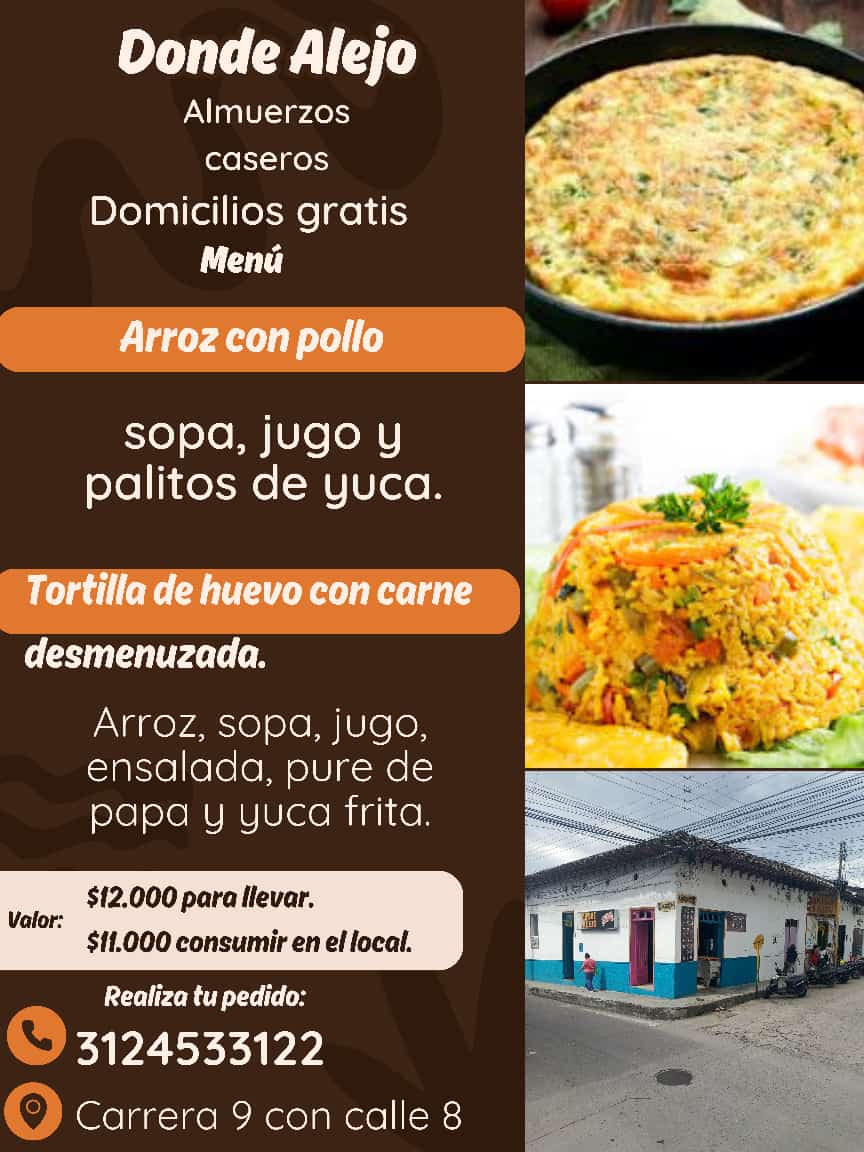 Donde Alejo
Almuerzos
caseros
Domicilios gratis
Menú
Arroz con pollo
sopa, jugo y
palitos de yuca.
Tortilla de huevo con carne
desmenuzada.
Arroz, sopa, jugo,
ensalada, pure de
papa y yuca frita.
Valor:
$12.000 para llevar.
$11.000 consumir en el local.
Realiza tu pedido:
3124533122
Carrera 9 con calle 8